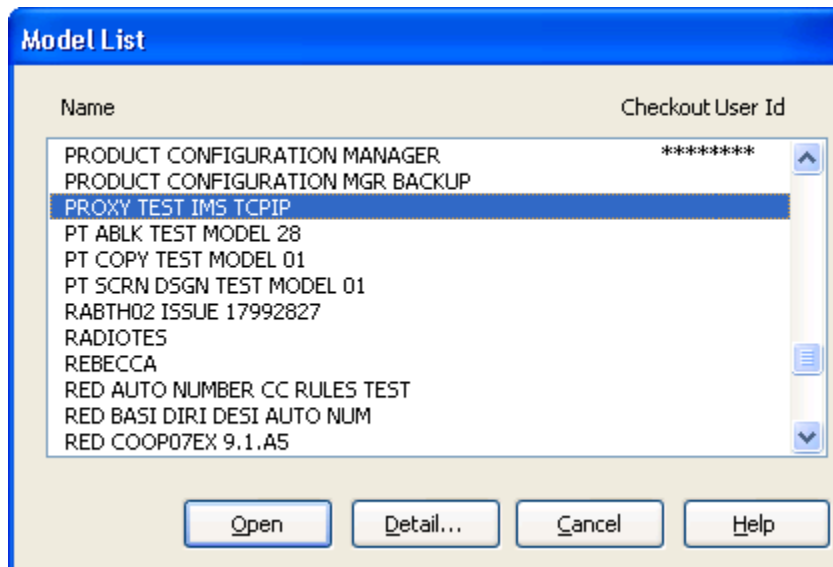 Model List
Name Checkout User Id
PRODUCT CONFIGURATION MANAGER ********
PRODUCT CONFIGURATION MGR BACKUP
PROXY TEST IMS TCPIP
PT ABLK TEST MODEL 28
PT COPY TEST MODEL 01
PT SCRN DSGN TEST MODEL 01
RABTH02 ISSUE 17992827
RADIOTES
REBECCA
RED AUTO NUMBER CC RULES TEST
RED BASI DIRI DESI AUTO NUM
RED COOP07EX 9.1.A5
Open Detail... Cancel Help